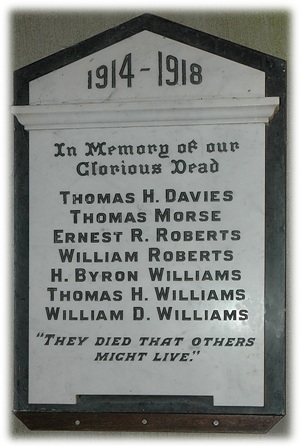 1914 - 1918
In Memory of our
Glorious Dead
THOMAS H. DAVIES
THOMAS MORSE
ERNEST R. ROBERTS
WILLIAM ROBERTS
H. BYRON WILLIAMS
THOMAS H. WILLIAMS
WILLIAM D. WILLIAMS
"THEY DIED THAT OTHERS
MIGHT LIVE."